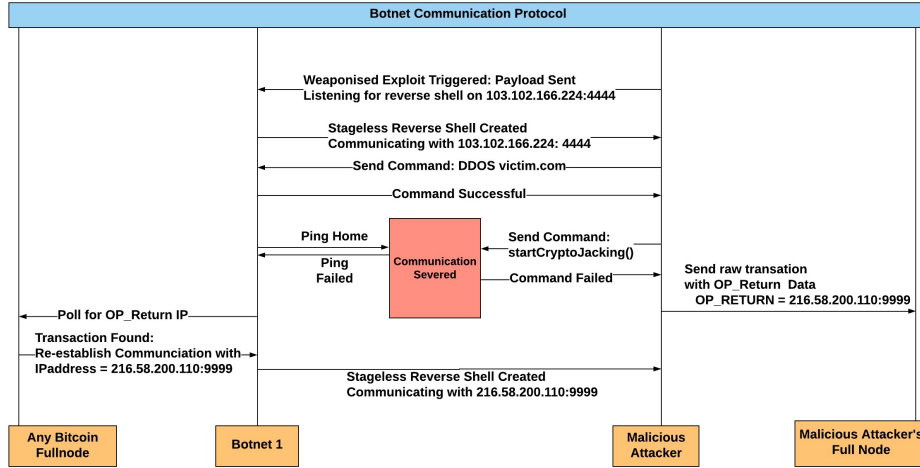 Botnet Communication Protocol
Weaponised Exploit Triggered: Payload Sent
Listening for reverse shell on 103.102.166.224:4444
Stageless Reverse Shell Created
Communicating with 103.102.166.224: 4444
Send Command: DDOS victim.com
Command Successful
Ping Home
Ping
Failed
Communication
Severed
Send Command:
startCryptoJacking()
Command Failed
Send raw transation
with OP_Return Data
OP_RETURN = 216.58.200.110:9999
Poll for OP_Return IP
Transaction Found:
Re-establish Communciation with
IPaddress = 216.58.200.110:9999
Stageless Reverse Shell Created
Communicating with 216.58.200.110:9999
Any Bitcoin
Fullnode
Botnet 1
Malicious
Attacker
Malicious Attacker's
Full Node